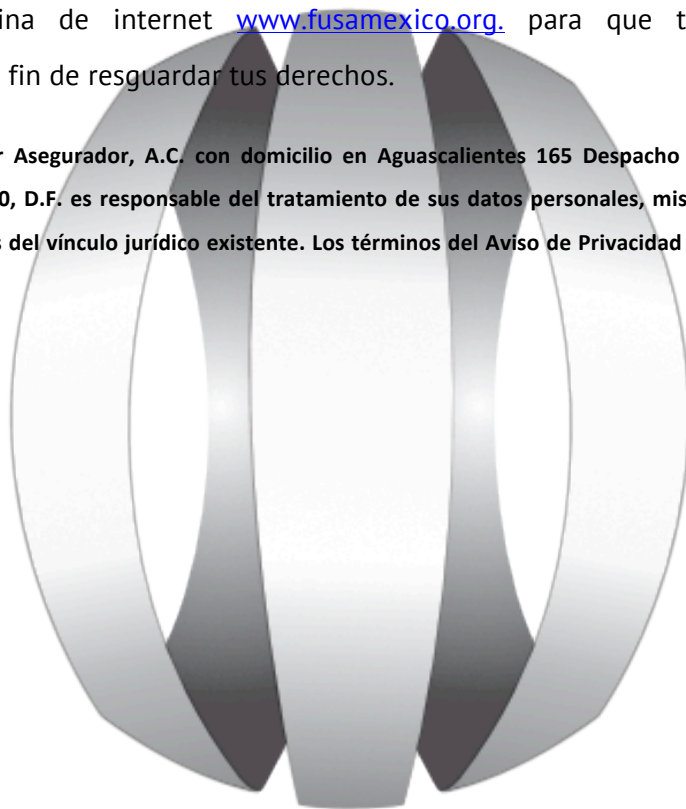 ina de internet www.fusamexico.org. para que t
fin de resguardar tus derechos.
r Asegurador, A.C. con domicilio en Aguascalientes 165 Despacho
0, D.F. es responsable del tratamiento de sus datos personales, mis
s del vínculo jurídico existente. Los términos del Aviso de Privacidad